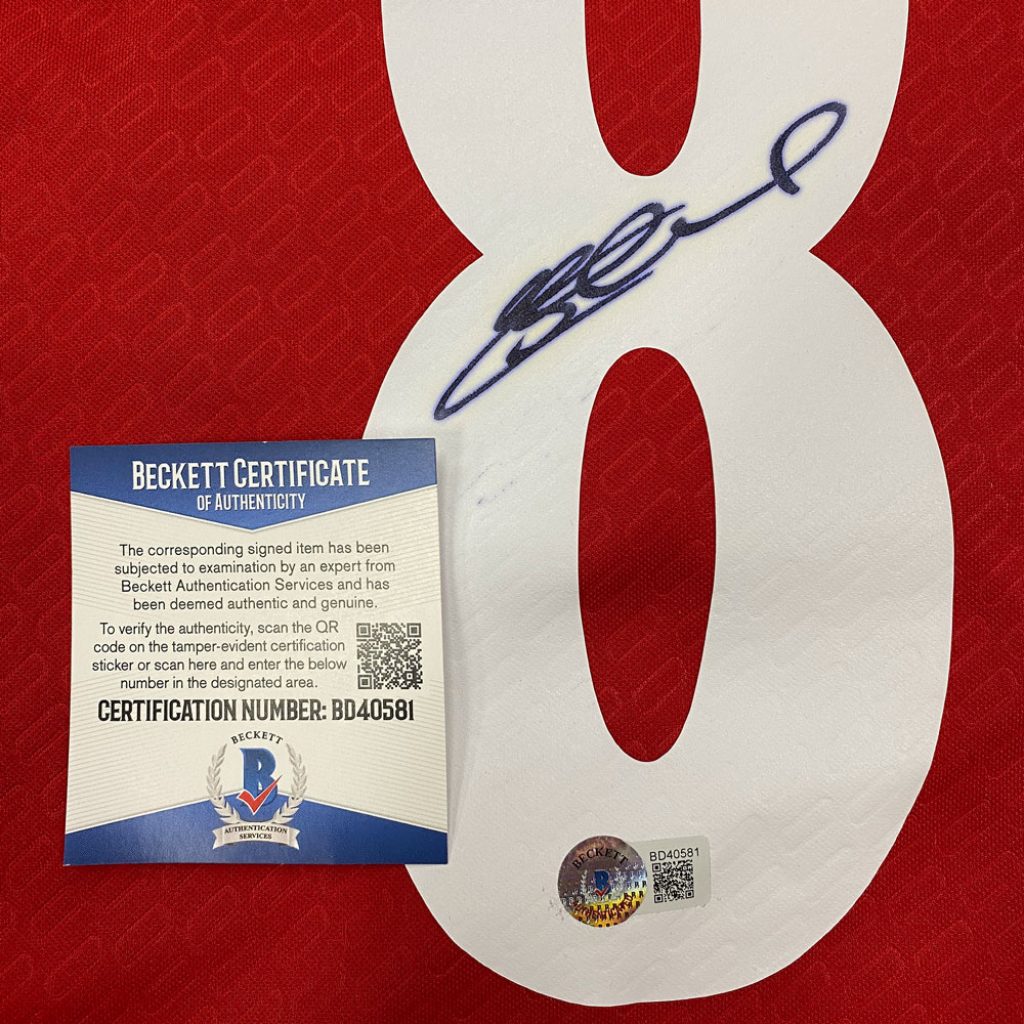 8
BECKETT CERTIFICATE
OF AUTHENTICITY
The corresponding signed item has been
subjected to examination by an expert from
Beckett Authentication Services and has
been deemed authentic and genuine.
To verify the authenticity, scan the QR
code on the tamper-evident certification
sticker or scan here and enter the below
number in the designated area.
CERTIFICATION NUMBER: BD40581
BECKETT
B
AUTHENTICATION
SERVICES
BECKETT
B
BD40581